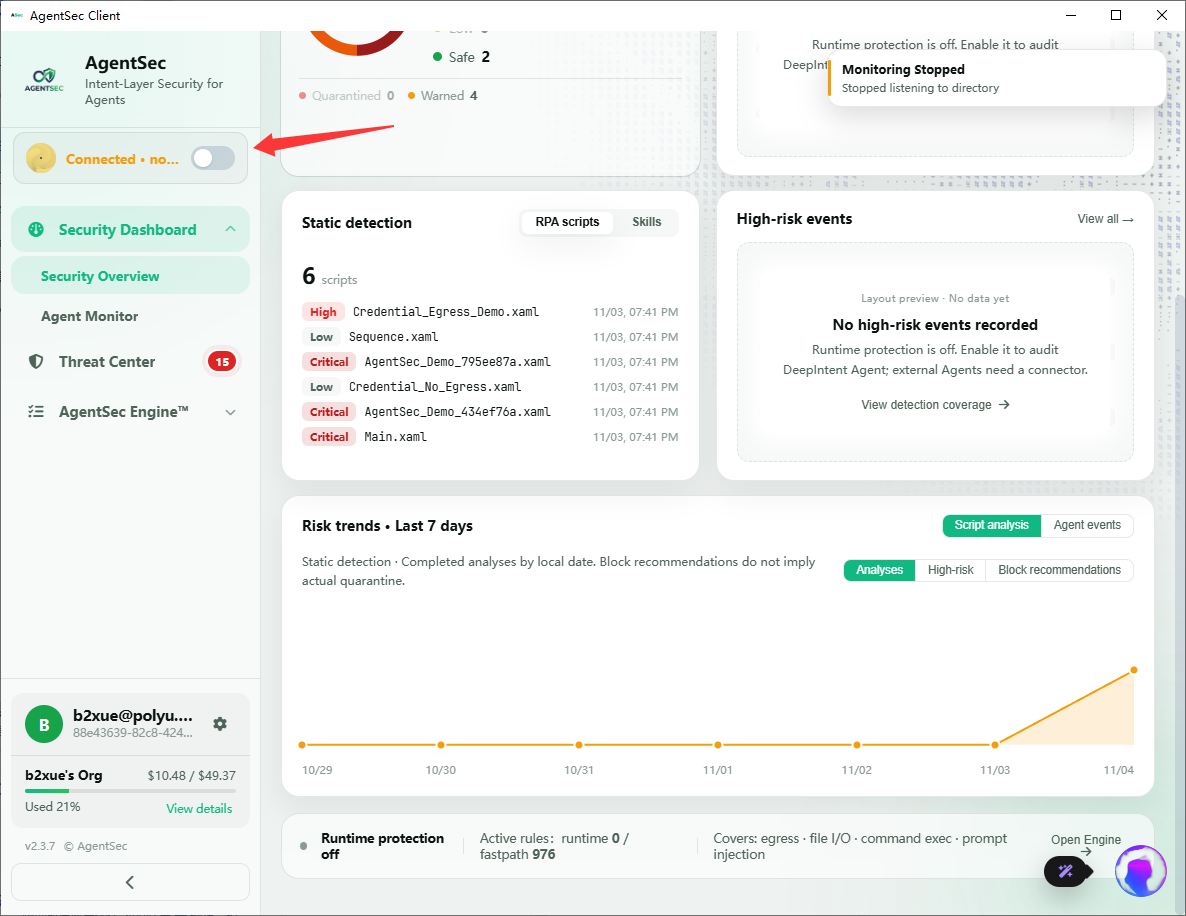 AgentSec Client
AgentSec
Intent-Layer Security for
Agents
AGENTSEC
Connected • no...
Security Dashboard
Security Overview
Agent Monitor
Threat Center
15
AgentSec Engine™
B
b2xue@polyu....
88e43639-82c8-424...
b2xue's Org
$10.48 / $49.37
Used 21%
View details
v2.3.7 © AgentSec
Safe 2
Quarantined 0
Warned 4
Runtime protection is off. Enable it to audit
Monitoring Stopped
Stopped listening to directory
Static detection
RPA scripts
Skills
6 scripts
High Credential_Egress_Demo.xaml 11/03, 07:41 PM
Low Sequence.xaml 11/03, 07:41 PM
Critical AgentSec_Demo_795ee87a.xaml 11/03, 07:41 PM
Low Credential_No_Egress.xaml 11/03, 07:41 PM
Critical AgentSec_Demo_434ef76a.xaml 11/03, 07:41 PM
Critical Main.xaml 11/03, 07:41 PM
High-risk events
View all →
Layout preview · No data yet
No high-risk events recorded
Runtime protection is off. Enable it to audit
DeepIntent Agent; external Agents need a connector.
View detection coverage →
Risk trends • Last 7 days
Script analysis
Agent events
Static detection · Completed analyses by local date. Block recommendations do not imply
actual quarantine.
Analyses
High-risk
Block recommendations
10/29
10/30
10/31
11/01
11/02
11/03
11/04
Runtime protection
off
Active rules: runtime 0 /
fastpath 976
Covers: egress · file I/O · command exec · prompt
injection
Open Engine
→